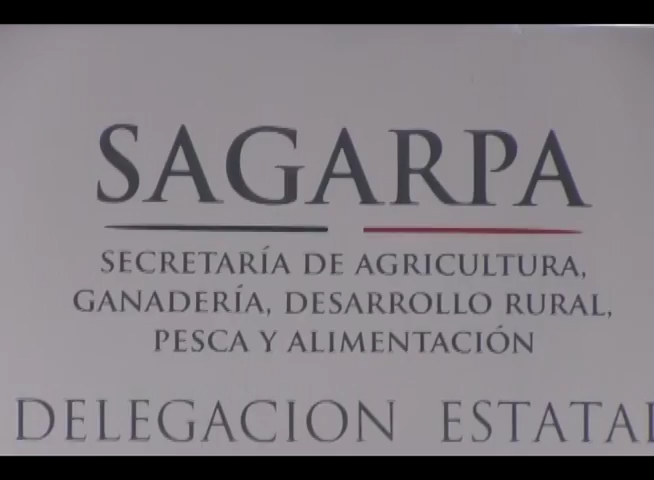 SAGARPA
SECRETARÍA DE AGRICULTURA,
GANADERÍA, DESARROLLO RURAL,
PESCA Y ALIMENTACIÓN
DELEGACION ESTATAL